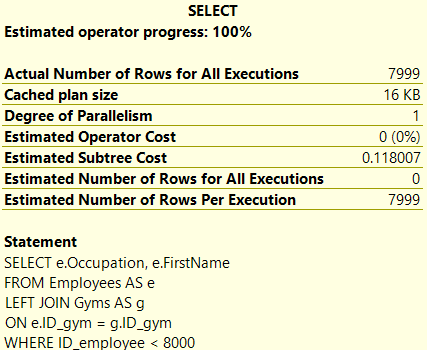 SELECT
Estimated operator progress: 100%
Actual Number of Rows for All Executions 7999
Cached plan size 16 KB
Degree of Parallelism 1
Estimated Operator Cost 0 (0%)
Estimated Subtree Cost 0.118007
Estimated Number of Rows for All Executions 0
Estimated Number of Rows Per Execution 7999
Statement
SELECT e.Occupation, e.FirstName
FROM Employees AS e
LEFT JOIN Gyms AS g
ON e.ID_gym = g.ID_gym
WHERE ID_employee < 8000